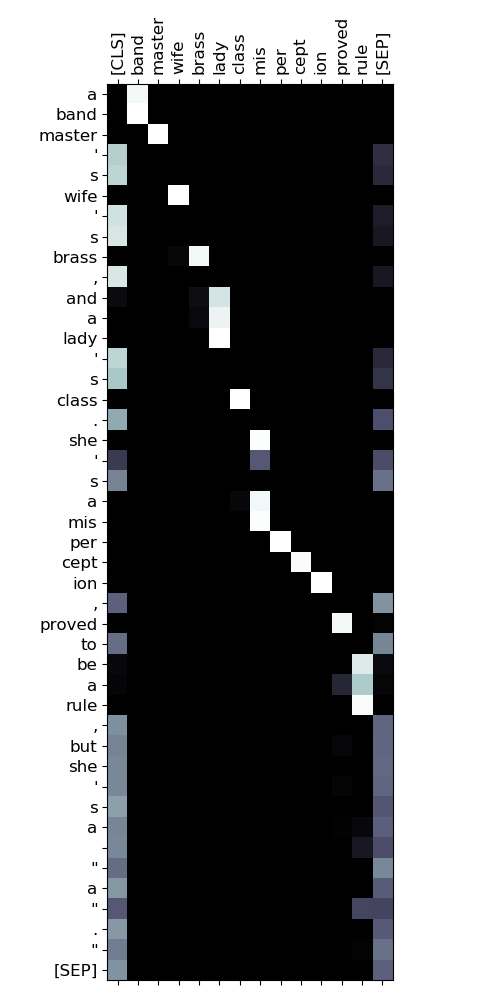 [CLS] band master wife brass lady class mis per cept ion proved rule [SEP]
a
band
master
'
s
wife
'
s
brass
,
and
a
lady
'
s
class
.
she
'
s
a
mis
per
cept
ion
,
proved
to
be
a
rule
,
but
she
'
s
a
"
a
"
.
"
[SEP]